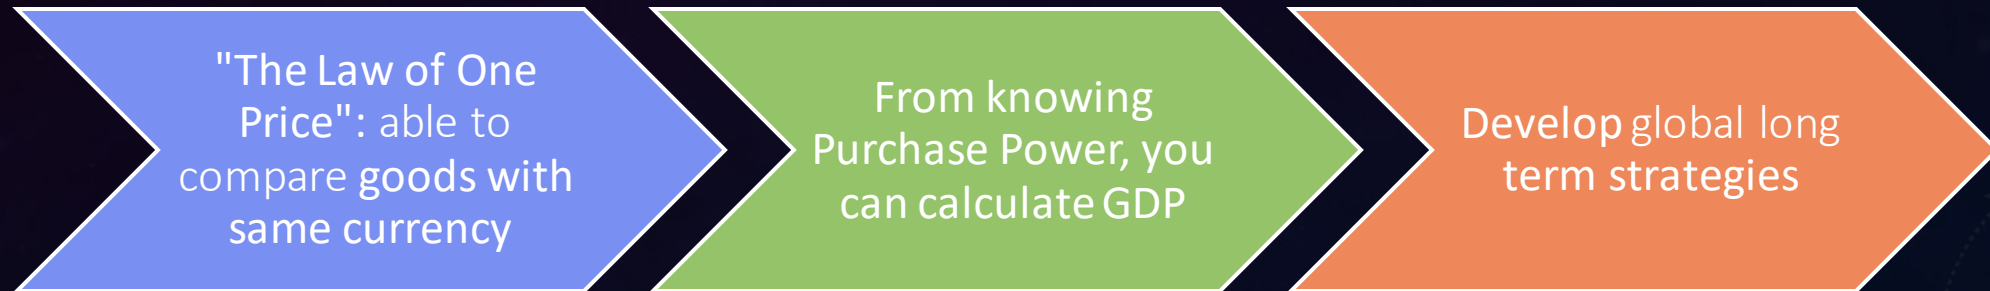 "The Law of One
Price": able to
compare goods with
same currency
From knowing
Purchase Power, you
can calculate GDP
Develop global long
term strategies